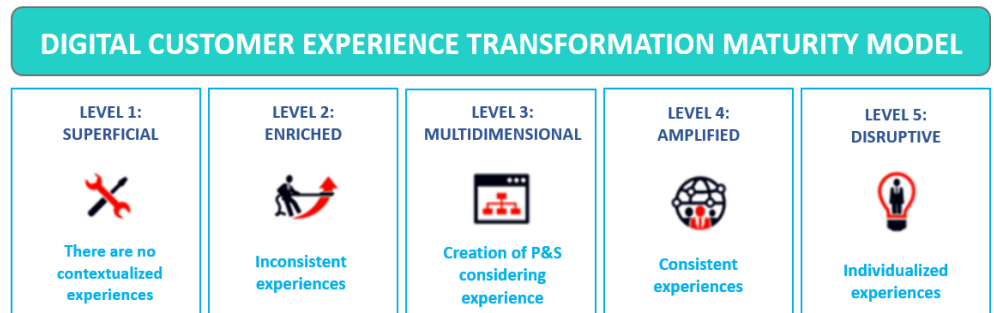 DIGITAL CUSTOMER EXPERIENCE TRANSFORMATION MATURITY MODEL
LEVEL 1:
SUPERFICIAL
There are no
contextualized
experiences
LEVEL 2:
ENRICHED
Inconsistent
experiences
LEVEL 3:
MULTIDIMENSIONAL
Creation of P&S
considering
experience
LEVEL 4:
AMPLIFIED
Consistent
experiences
LEVEL 5:
DISRUPTIVE
Individualized
experiences